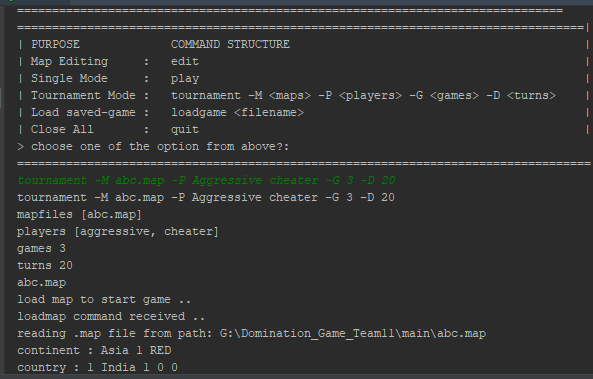 ===============================================================================
==================================================================================|
| PURPOSE             COMMAND STRUCTURE                                           |
| Map Editing     :   edit                                                        |
| Single Mode     :   play                                                        |
| Tournament Mode :   tournament -M <maps> -P <players> -G <games> -D <turns>     |
| Load saved-game :   loadgame <filename>                                         |
| Close All       :   quit                                                        |
> choose one of the option from above?:
===================================================================================
tournament -M abc.map -P Aggressive cheater -G 3 -D 20
tournament -M abc.map -P Aggressive cheater -G 3 -D 20
mapfiles [abc.map]
players [aggressive, cheater]
games 3
turns 20
abc.map
load map to start game ..
loadmap command received ..
reading .map file from path: G:\Domination_Game_Team11\main\abc.map
continent : Asia 1 RED
country : 1 India 1 0 0